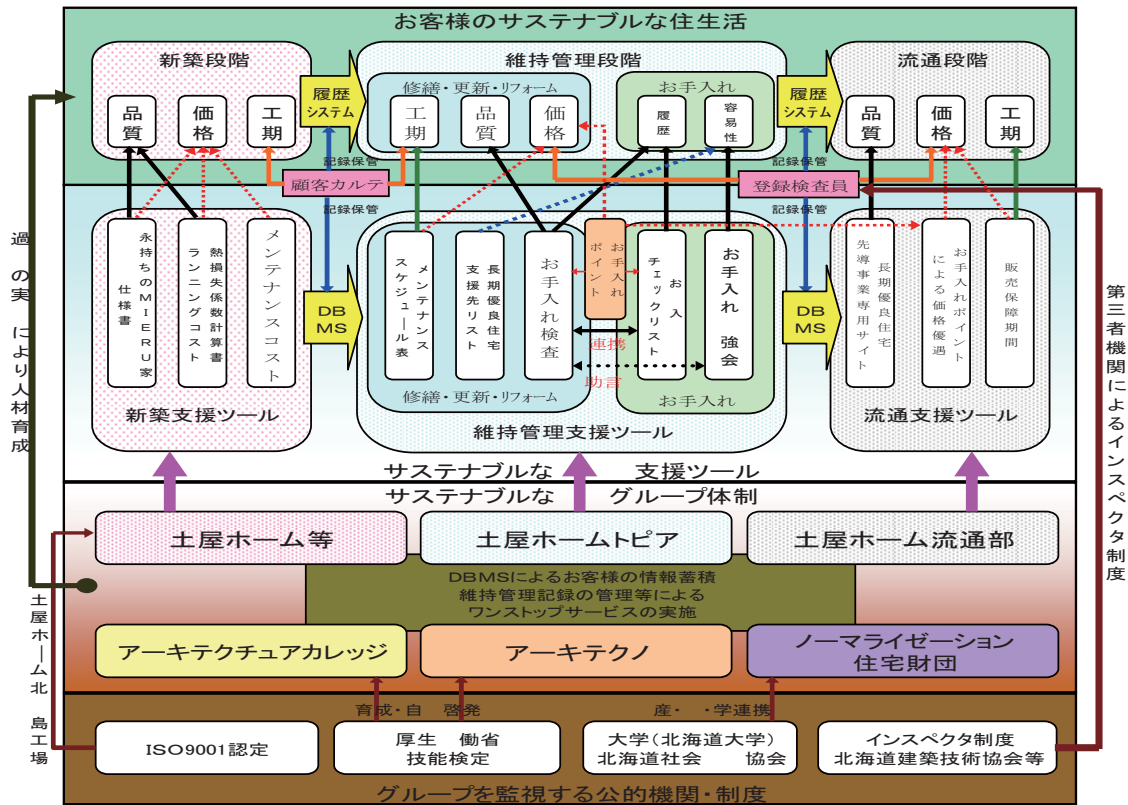 お客様のサステナブルな住生活
新築段階
維持管理段階
流通段階
品質
価格
工期
履歴
システム
修繕・更新・リフォーム
工期
品質
価格
お手入れ
履歴
容易性
履歴
システム
品質
価格
工期
記録保管
記録保管
顧客カルテ
登録検査員
記録保管
記録保管
永持ちのMIERU家
仕様書
熱損失係数計算書
ランニングコスト
メンテナンスコスト
新築支援ツール
DB
MS
メンテナンス
スケジュール表
長期優良住宅
支援先リスト
お手入れ検査
お手入れ
ポイント
お 入
チェックリスト
お手入れ 強会
連携
助言
修繕・更新・リフォーム
お手入れ
維持管理支援ツール
DB
MS
長期優良住宅
先導事業専用サイト
お手入れポイント
による価格優遇
販売保障期間
流通支援ツール
サステナブルな 支援ツール
サステナブルな グループ体制
土屋ホーム等
土屋ホームトピア
土屋ホーム流通部
DBMSによるお客様の情報蓄積
維持管理記録の管理等による
ワンストップサービスの実施
アーキテクチュアカレッジ
アーキテクノ
ノーマライゼーション
住宅財団
育成・自 啓発
産・ ・学連携
ISO9001認定
厚生 働省
技能検定
大学(北海道大学)
北海道社会 協会
インスペクタ制度
北海道建築技術協会等
グループを監視する公的機関・制度
過 の実 により人材育成
土屋ホーム北 島工場
第三者機関によるインスペクタ制度